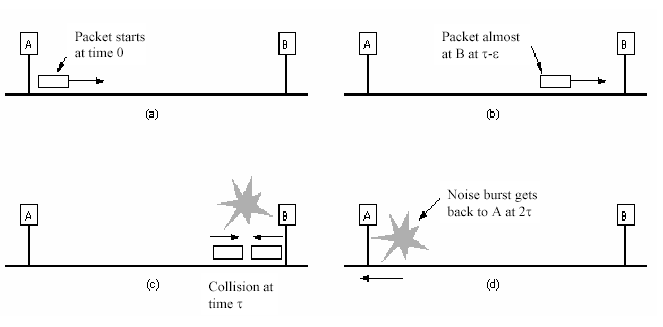 A
Packet starts
at time 0
B
(a)
A
Packet almost
at B at τ-ε
B
(b)
A
B
(c)
Collision at
time τ
A
Noise burst gets
back to A at 2τ
B
(d)